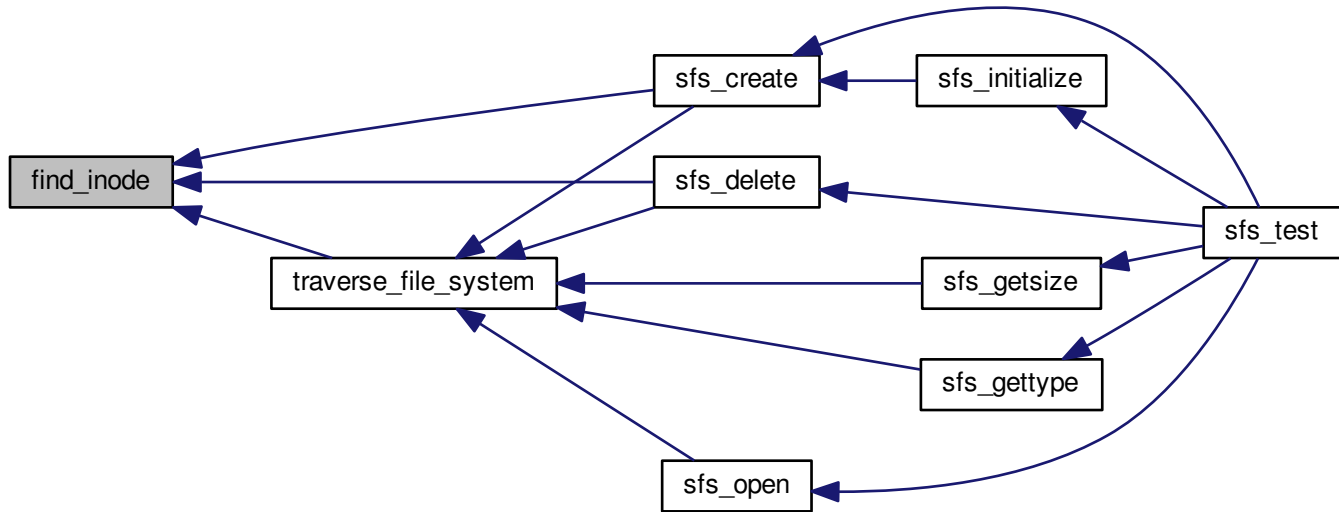 sfs_create
sfs_initialize
find_inode
sfs_delete
sfs_test
traverse_file_system
sfs_getsize
sfs_gettype
sfs_open